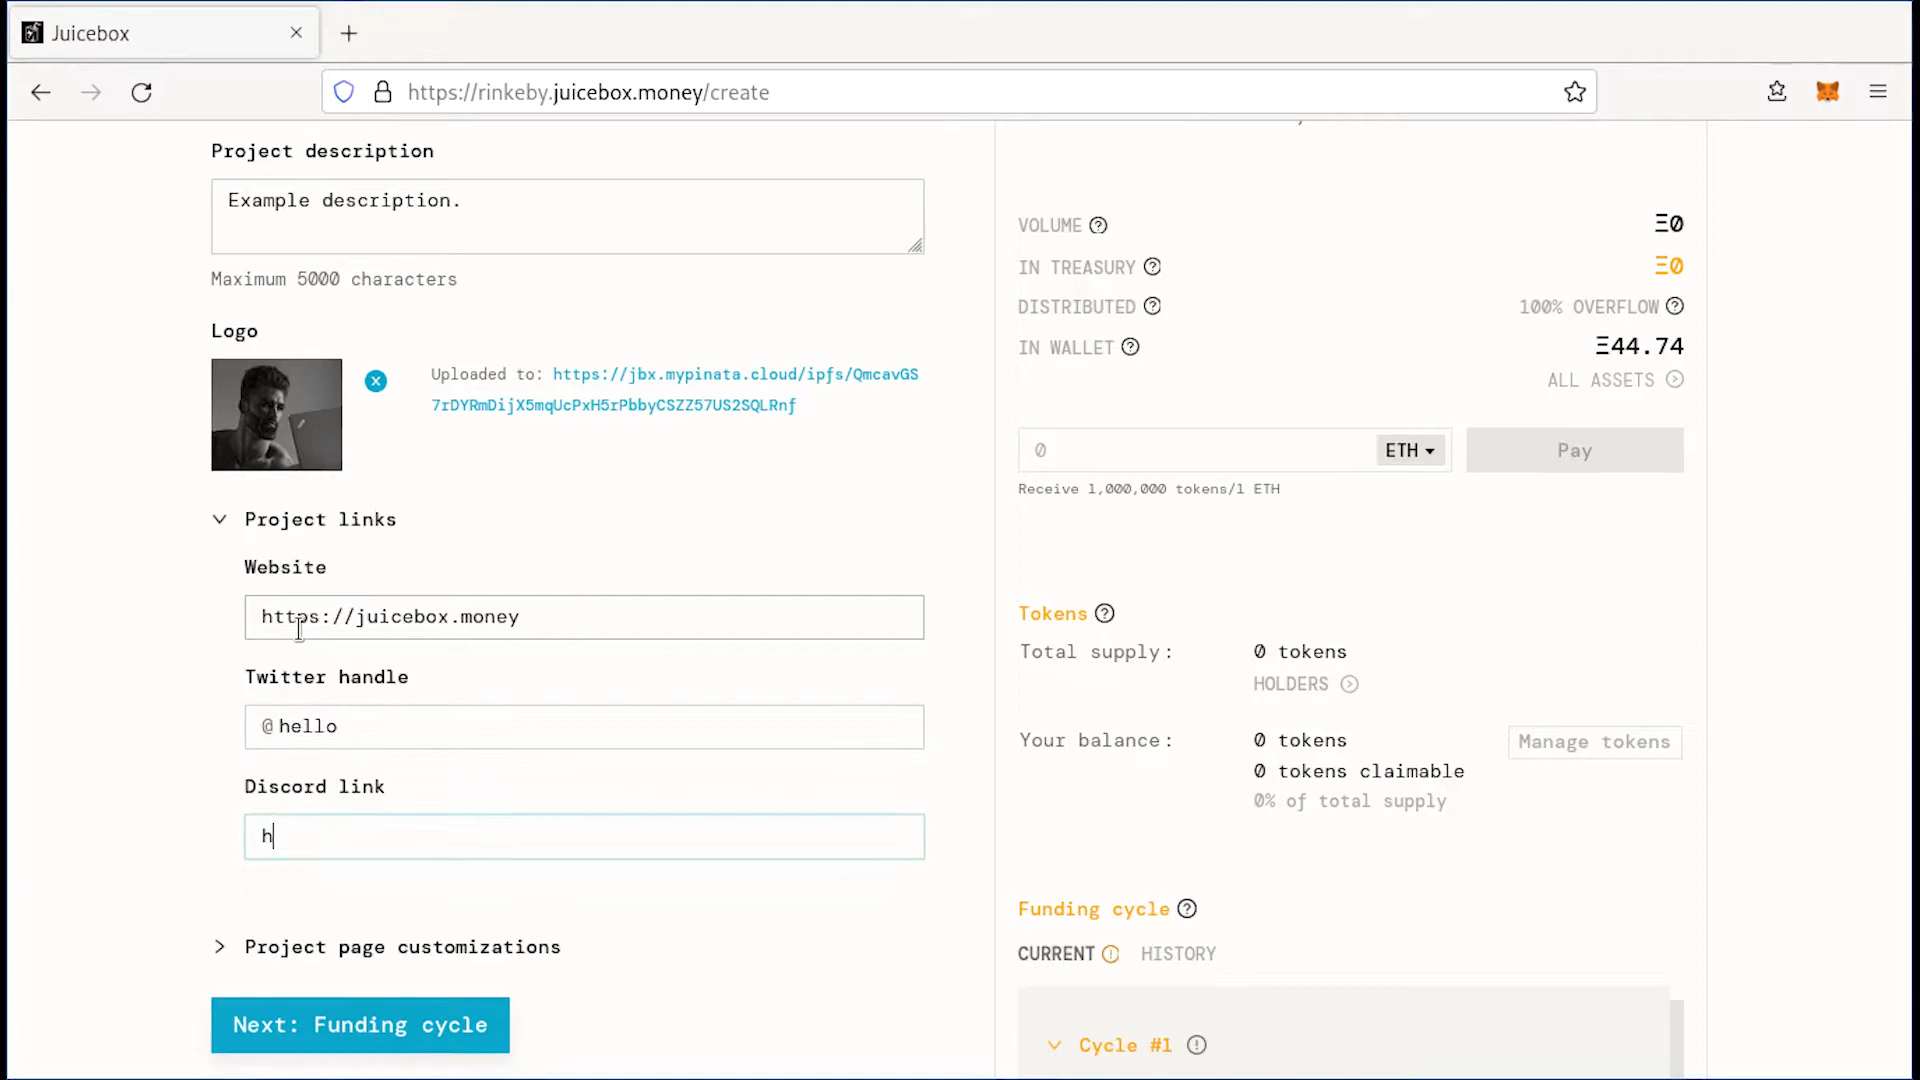 Juicebox
https://rinkeby.juicebox.money/create
Project description
Example description.
Maximum 5000 characters
Logo
Uploaded to: https://jbx.mypinata.cloud/ipfs/QmcavGS
7rDYRmDijX5mqUcPxH5rPbbyCSZZ57US2SQLRnf
Project links
Website
https://juicebox.money
Twitter handle
@hello
Discord link
h
Project page customizations
Next: Funding cycle
VOLUME Ξ0
IN TREASURY Ξ0
DISTRIBUTED 100% OVERFLOW
IN WALLET Ξ44.74
ALL ASSETS
0 ETH Pay
Receive 1,000,000 tokens/1 ETH
Tokens
Total supply: 0 tokens
HOLDERS
Your balance: 0 tokens Manage tokens
0 tokens claimable
0% of total supply
Funding cycle
CURRENT HISTORY
Cycle #1